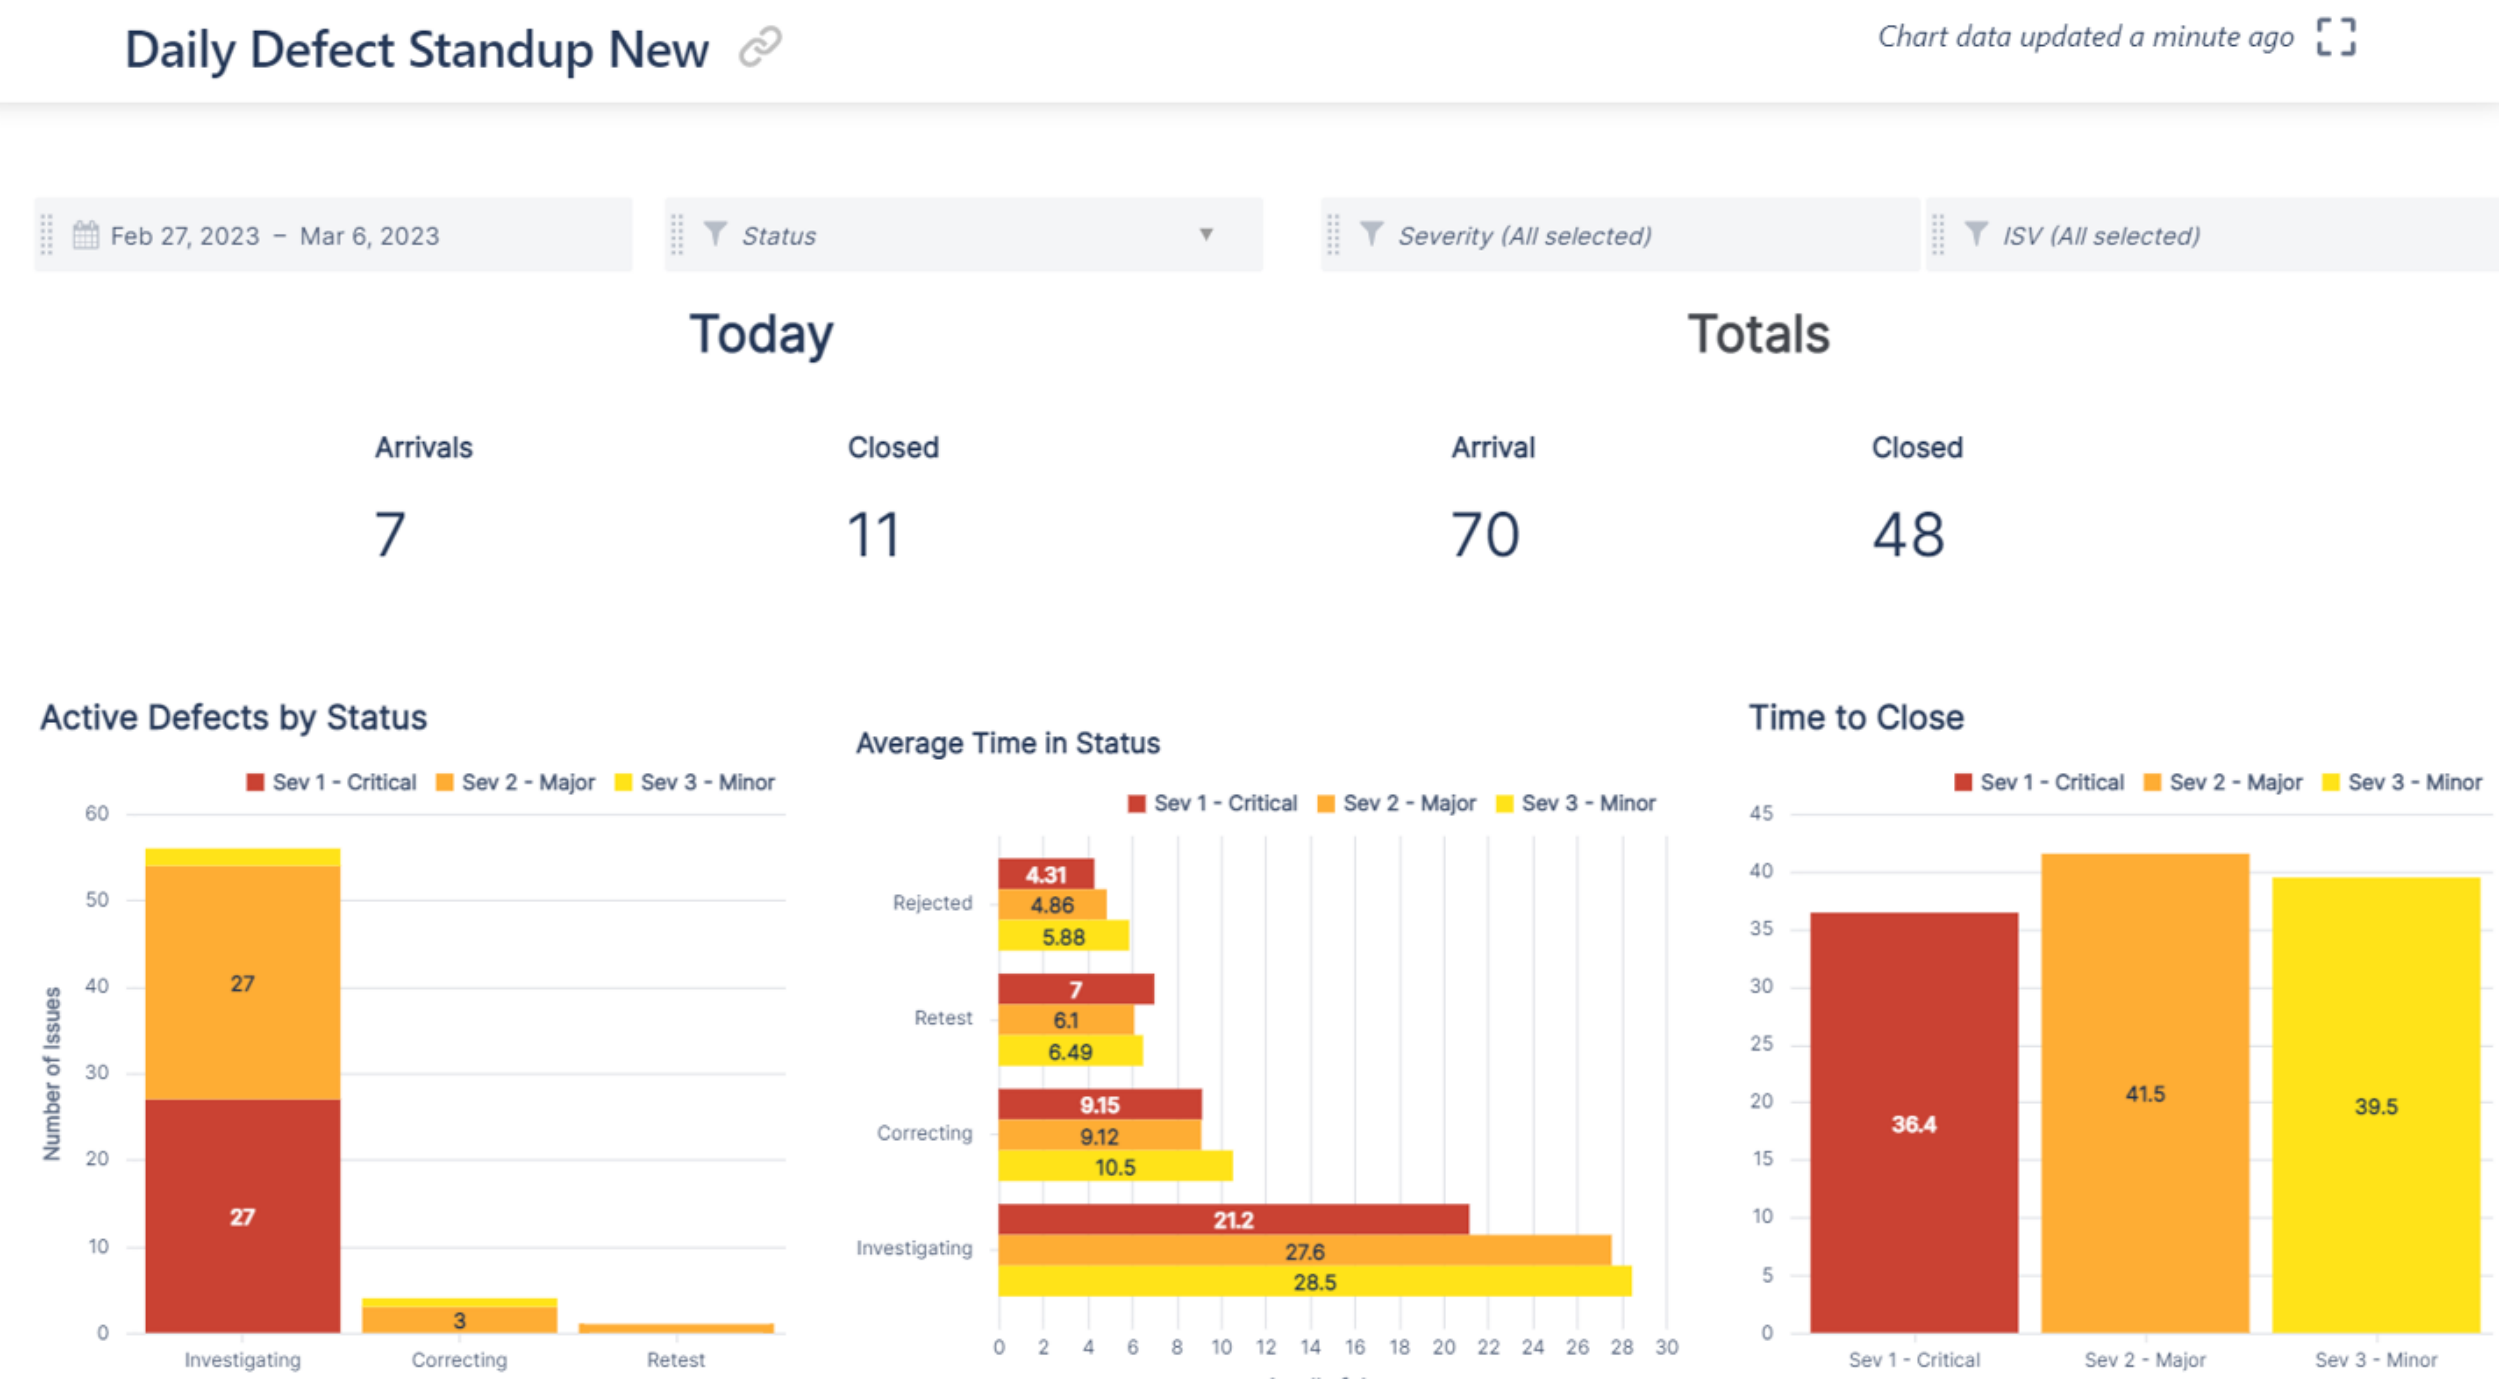 Daily Defect Standup New
Chart data updated a minute ago
Feb 27, 2023 – Mar 6, 2023
Status
Severity (All selected)
ISV (All selected)
Today
Totals
Arrivals
Closed
Arrival
Closed
7
11
70
48
Active Defects by Status
Sev 1 - Critical
Sev 2 - Major
Sev 3 - Minor
Number of Issues
60
50
40
30
20
10
0
27
27
3
Investigating
Correcting
Retest
Average Time in Status
Sev 1 - Critical
Sev 2 - Major
Sev 3 - Minor
Rejected
4.31
4.86
5.88
Retest
7
6.1
6.49
Correcting
9.15
9.12
10.5
Investigating
21.2
27.6
28.5
0 2 4 6 8 10 12 14 16 18 20 22 24 26 28 30
Time to Close
Sev 1 - Critical
Sev 2 - Major
Sev 3 - Minor
45
40
35
30
25
20
15
10
5
0
36.4
41.5
39.5
Sev 1 - Critical
Sev 2 - Major
Sev 3 - Minor